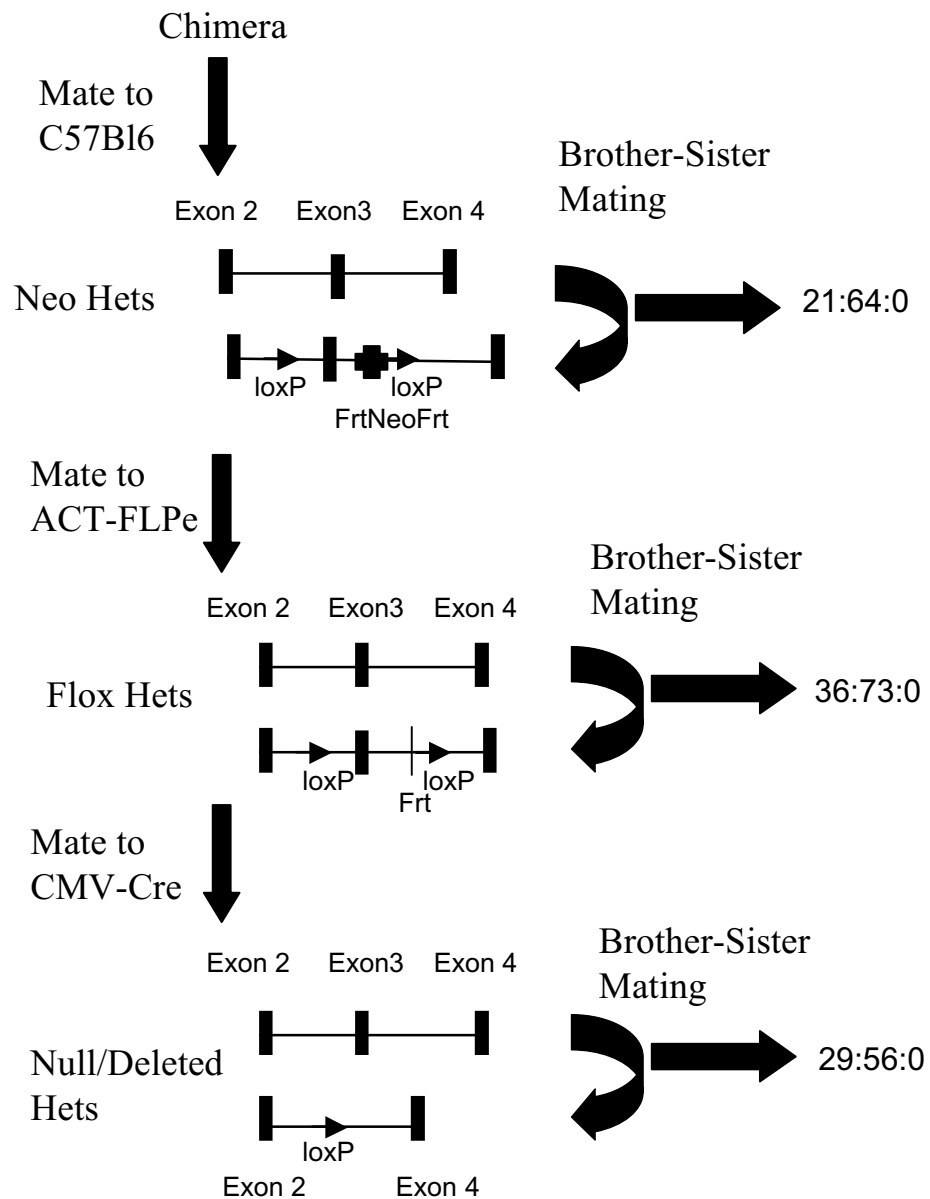 Chimera
Mate to
C57Bl6
Brother-Sister
Mating
Exon 2 Exon3 Exon 4
Neo Hets
21:64:0
loxP loxP
FrtNeoFrt
Mate to
ACT-FLPe
Brother-Sister
Mating
Exon 2 Exon3 Exon 4
Flox Hets
36:73:0
loxP loxP
Frt
Mate to
CMV-Cre
Brother-Sister
Mating
Exon 2 Exon3 Exon 4
Null/Deleted
Hets
29:56:0
loxP
Exon 2 Exon 4